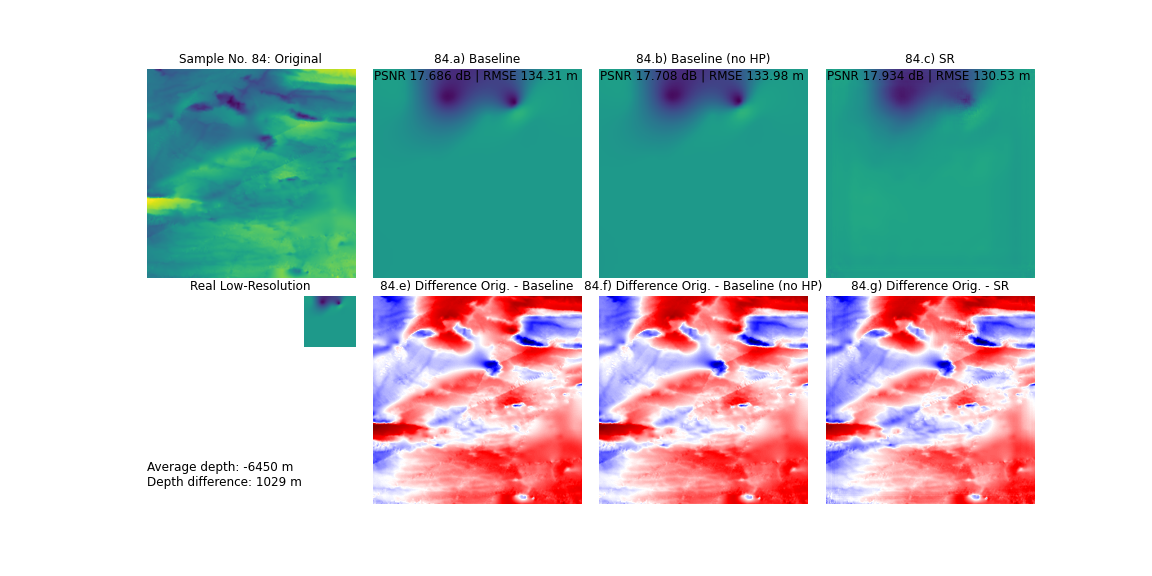 Sample No. 84: Original
84.a) Baseline
84.b) Baseline (no HP)
84.c) SR
PSNR 17.686 dB | RMSE 134.31 m
PSNR 17.708 dB | RMSE 133.98 m
PSNR 17.934 dB | RMSE 130.53 m
Real Low-Resolution
84.e) Difference Orig. - Baseline
84.f) Difference Orig. - Baseline (no HP)
84.g) Difference Orig. - SR
Average depth: -6450 m
Depth difference: 1029 m